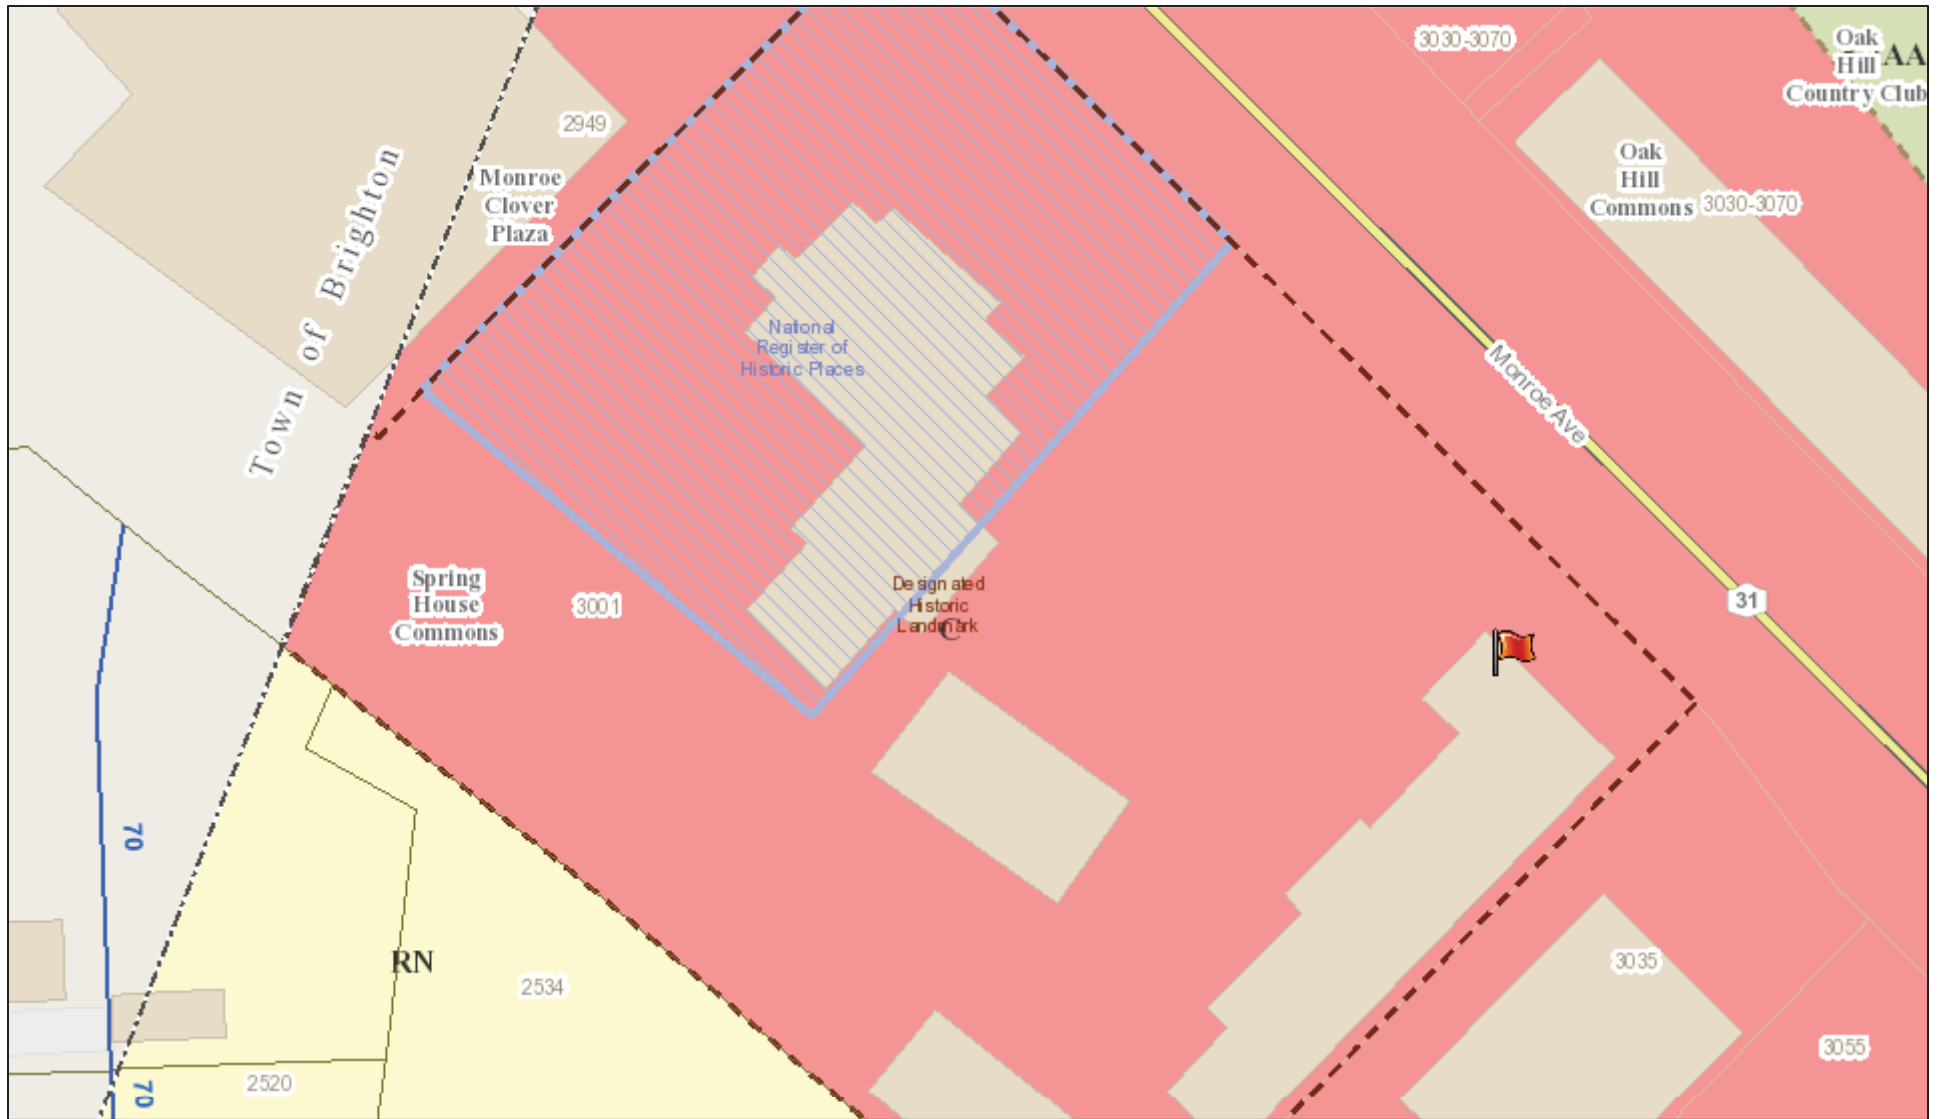 3030-3070
Oak
Hill
Country Club
AA
2949
Monroe
Clover
Plaza
Town of Brighton
Oak
Hill
Commons
3030-3070
National
Register of
Historic Places
Monroe Ave
Spring
House
Commons
3001
Designated
Historic
Landmark
C
31
70
RN
2534
3035
3055
2520
70